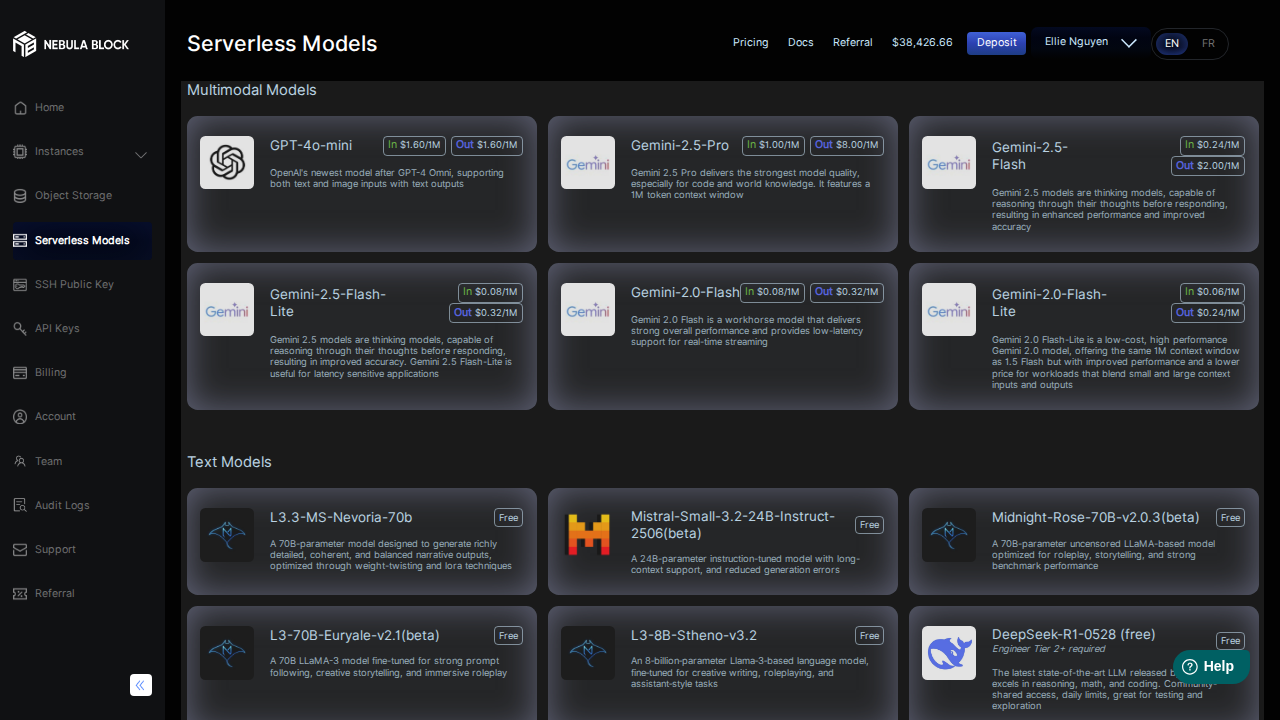 NEBULA BLOCK
Home
Instances
Object Storage
Serverless Models
SSH Public Key
API Keys
Billing
Account
Team
Audit Logs
Support
Referral
Serverless Models
Pricing
Docs
Referral
$38,426.66
Deposit
Ellie Nguyen
EN
FR
Multimodal Models
GPT-4o-mini
In $1.60/1M
Out $1.60/1M
OpenAI's newest model after GPT-4 Omni, supporting
both text and image inputs with text outputs
Gemini
Gemini-2.5-Pro
In $1.00/1M
Out $8.00/1M
Gemini 2.5 Pro delivers the strongest model quality,
especially for code and world knowledge. It features a
1M token context window
Gemini
Gemini-2.5-
Flash
In $0.24/1M
Out $2.00/1M
Gemini 2.5 models are thinking models, capable of
reasoning through their thoughts before responding,
resulting in enhanced performance and improved
accuracy
Gemini
Gemini-2.5-Flash-
Lite
In $0.08/1M
Out $0.32/1M
Gemini 2.5 models are thinking models, capable of
reasoning through their thoughts before responding,
resulting in improved accuracy. Gemini 2.5 Flash-Lite is
useful for latency sensitive applications
Gemini
Gemini-2.0-Flash
In $0.08/1M
Out $0.32/1M
Gemini 2.0 Flash is a workhorse model that delivers
strong overall performance and provides low-latency
support for real-time streaming
Gemini
Gemini-2.0-Flash-
Lite
In $0.06/1M
Out $0.24/1M
Gemini 2.0 Flash-Lite is a low-cost, high performance
Gemini 2.0 model, offering the same 1M context window
as 1.5 Flash but with improved performance and a lower
price for workloads that blend small and large context
inputs and outputs
Text Models
L3.3-MS-Nevoria-70b
Free
A 70B-parameter model designed to generate richly
detailed, coherent, and balanced narrative outputs,
optimized through weight-twisting and lora techniques
Mistral-Small-3.2-24B-Instruct-
2506(beta)
Free
A 24B-parameter instruction-tuned model with long-
context support, and reduced generation errors
Midnight-Rose-70B-v2.0.3(beta)
Free
A 70B-parameter uncensored LLaMA-based model
optimized for roleplay, storytelling, and strong
benchmark performance
L3-70B-Euryale-v2.1(beta)
Free
A 70B LLaMA-3 model fine-tuned for strong prompt
following, creative storytelling, and immersive roleplay
L3-8B-Stheno-v3.2
Free
An 8-billion-parameter Llama-3-based language model,
fine-tuned for creative writing, roleplaying, and
assistant-style tasks
DeepSeek-R1-0528 (free)
Engineer Tier 2+ required
Free
The latest state-of-the-art LLM released
excels in reasoning, math, and coding. Community-
shared access, daily limits, great for testing and
exploration
Help